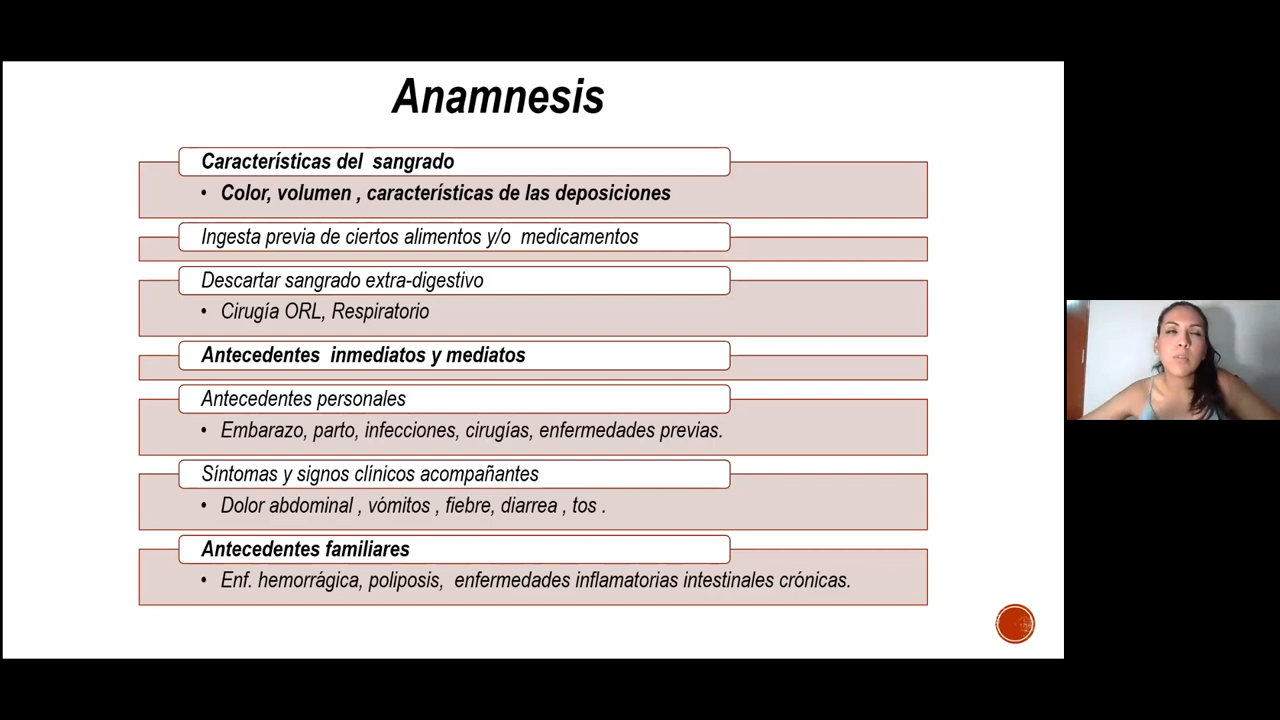 Anamnesis
Características del sangrado
• Color, volumen , características de las deposiciones
Ingesta previa de ciertos alimentos y/o medicamentos
Descartar sangrado extra-digestivo
• Cirugía ORL, Respiratorio
Antecedentes inmediatos y mediatos
Antecedentes personales
• Embarazo, parto, infecciones, cirugías, enfermedades previas.
Síntomas y signos clínicos acompañantes
• Dolor abdominal , vómitos , fiebre, diarrea , tos .
Antecedentes familiares
• Enf. hemorrágica, poliposis, enfermedades inflamatorias intestinales crónicas.